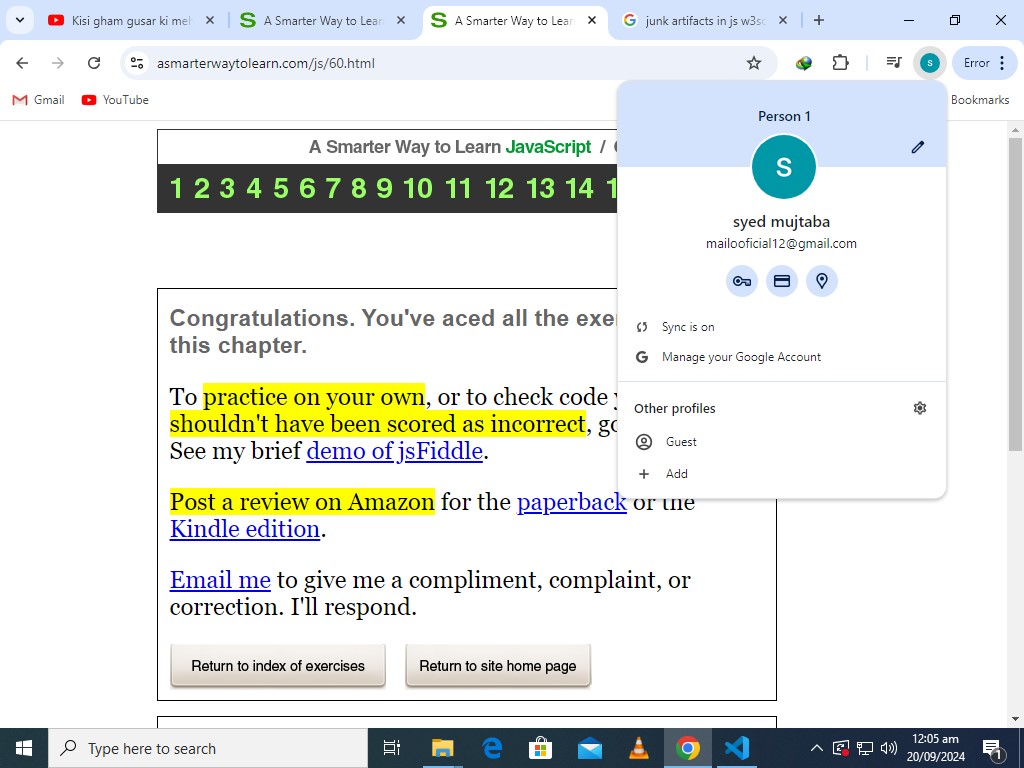 Kisi gham gusar ki meh
A Smarter Way to Lear
A Smarter Way to Lear
junk artifacts in js w3sc
asmarterwaytolearn.com/js/60.html
S
Error
Gmail
YouTube
Bookmarks
A Smarter Way to Learn JavaScript /
1 2 3 4 5 6 7 8 9 10 11 12 13 14
Congratulations. You've aced all the exer
this chapter.
To practice on your own, or to check code
shouldn't have been scored as incorrect, go
See my brief demo of jsFiddle.
Post a review on Amazon for the paperback or the
Kindle edition.
Email me to give me a compliment, complaint, or
correction. I'll respond.
Return to index of exercises
Return to site home page
Person 1
S
syed mujtaba
mailooficial12@gmail.com
Sync is on
Manage your Google Account
Other profiles
Guest
Add
Type here to search
12:05 am
20/09/2024
1